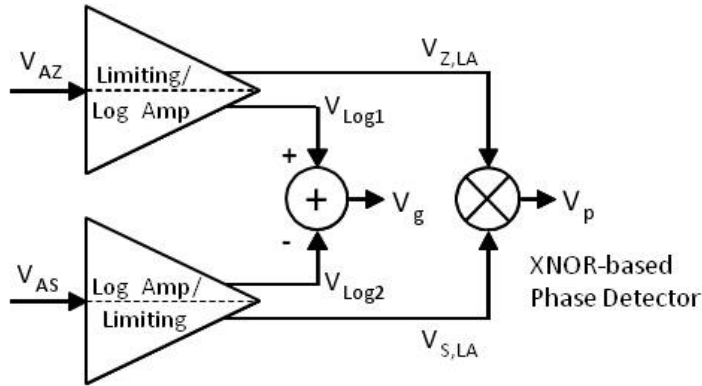 V_AZ
Limiting/
Log Amp
V_Z,LA
V_Log1
+
+
V_g
V_p
-
V_AS
Log Amp/
Limiting
V_Log2
V_S,LA
XNOR-based
Phase Detector